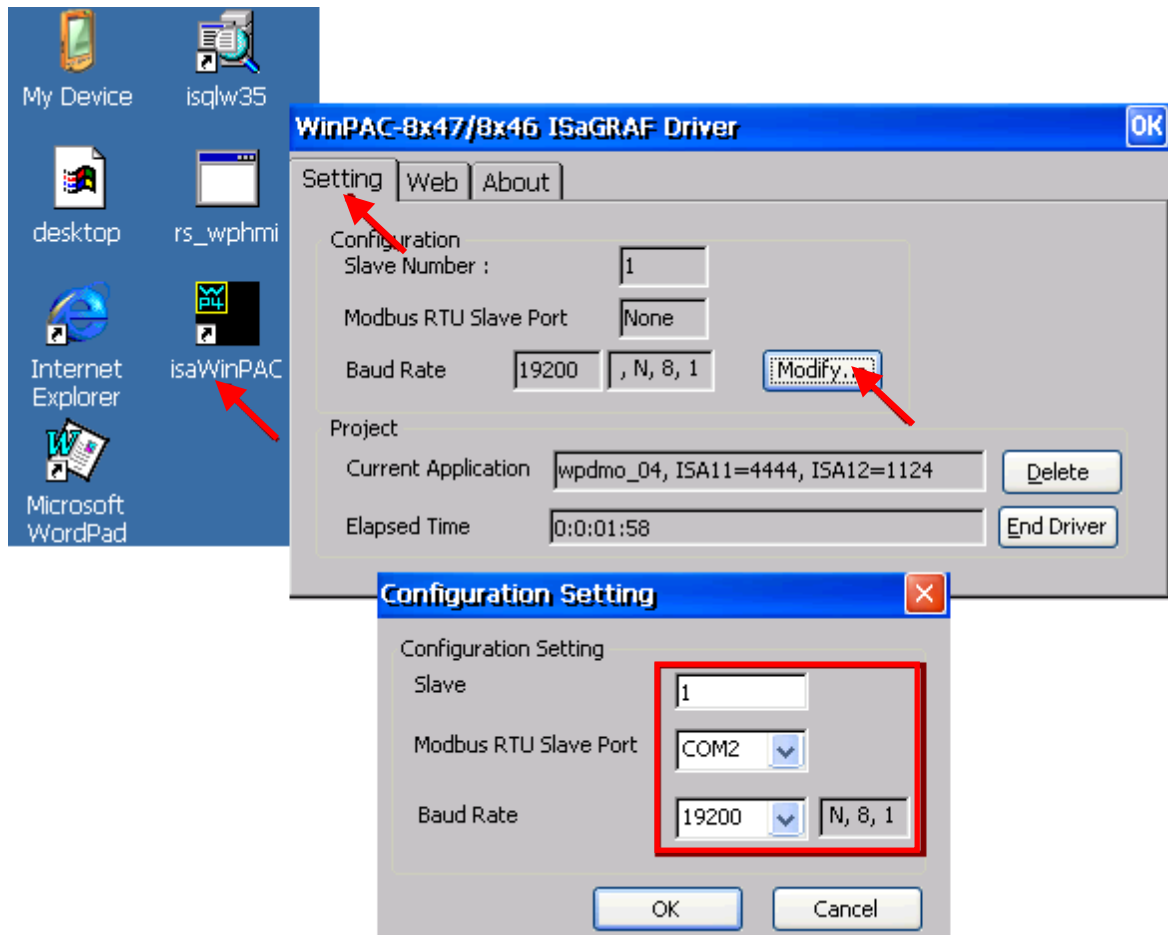 My Device
isqlw35
desktop
rs_wphmi
Internet
Explorer
isaWinPAC
Microsoft
WordPad
WinPAC-8x47/8x46 ISaGRAF Driver
OK
Setting
Web
About
Configuration
Slave Number :
1
Modbus RTU Slave Port
None
Baud Rate
19200
, N, 8, 1
Modify...
Project
Current Application
wpdmo_04, ISA11=4444, ISA12=1124
Delete
Elapsed Time
0:0:01:58
End Driver
Configuration Setting
Configuration Setting
Slave
1
Modbus RTU Slave Port
COM2
Baud Rate
19200
N, 8, 1
OK
Cancel